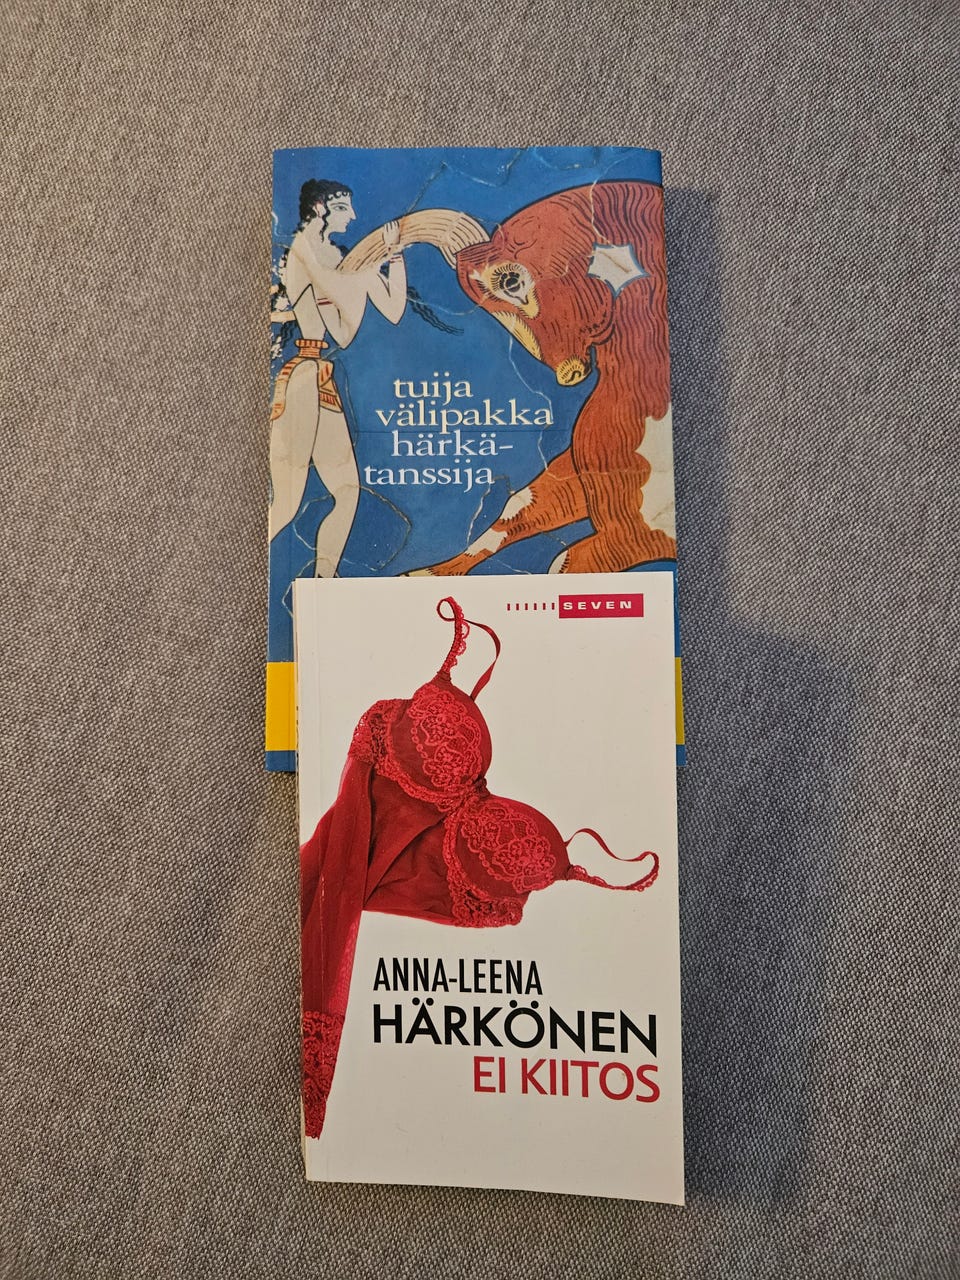 tuija
välipakka
härkä-
tanssija
SEVEN
ANNA-LEENA
HÄRKÖNEN
EI KIITOS